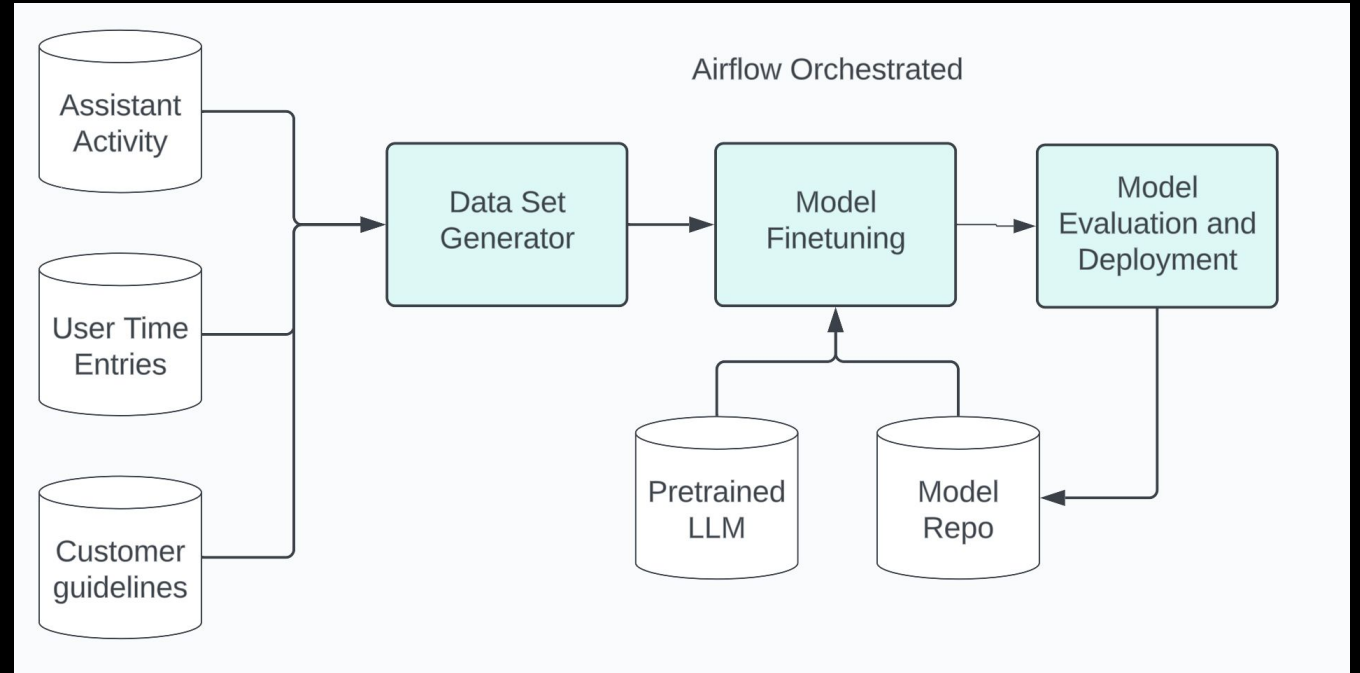 Airflow Orchestrated
Assistant
Activity
User Time
Entries
Customer
guidelines
Data Set
Generator
Model
Finetuning
Model
Evaluation and
Deployment
Pretrained
LLM
Model
Repo